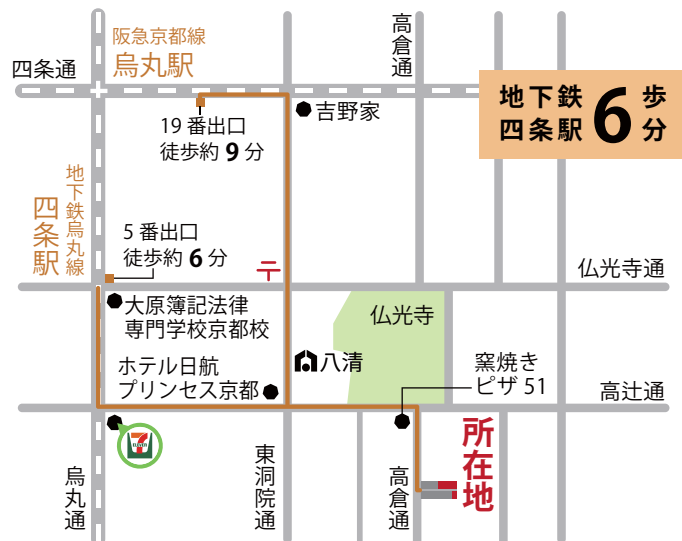 阪急京都線
烏丸駅
四条通
高倉通
地下鉄
四条駅
6
歩
分
吉野家
19 番出口
徒歩約 9 分
地下鉄烏丸線
四条駅
5 番出口
徒歩約 6 分
〒
仏光寺通
大原簿記法律
専門学校京都校
仏光寺
ホテル日航
プリンセス京都
八清
窯焼き
ピザ 51
高辻通
7
ELEVEN
所在地
烏丸通
東洞院通
高倉通